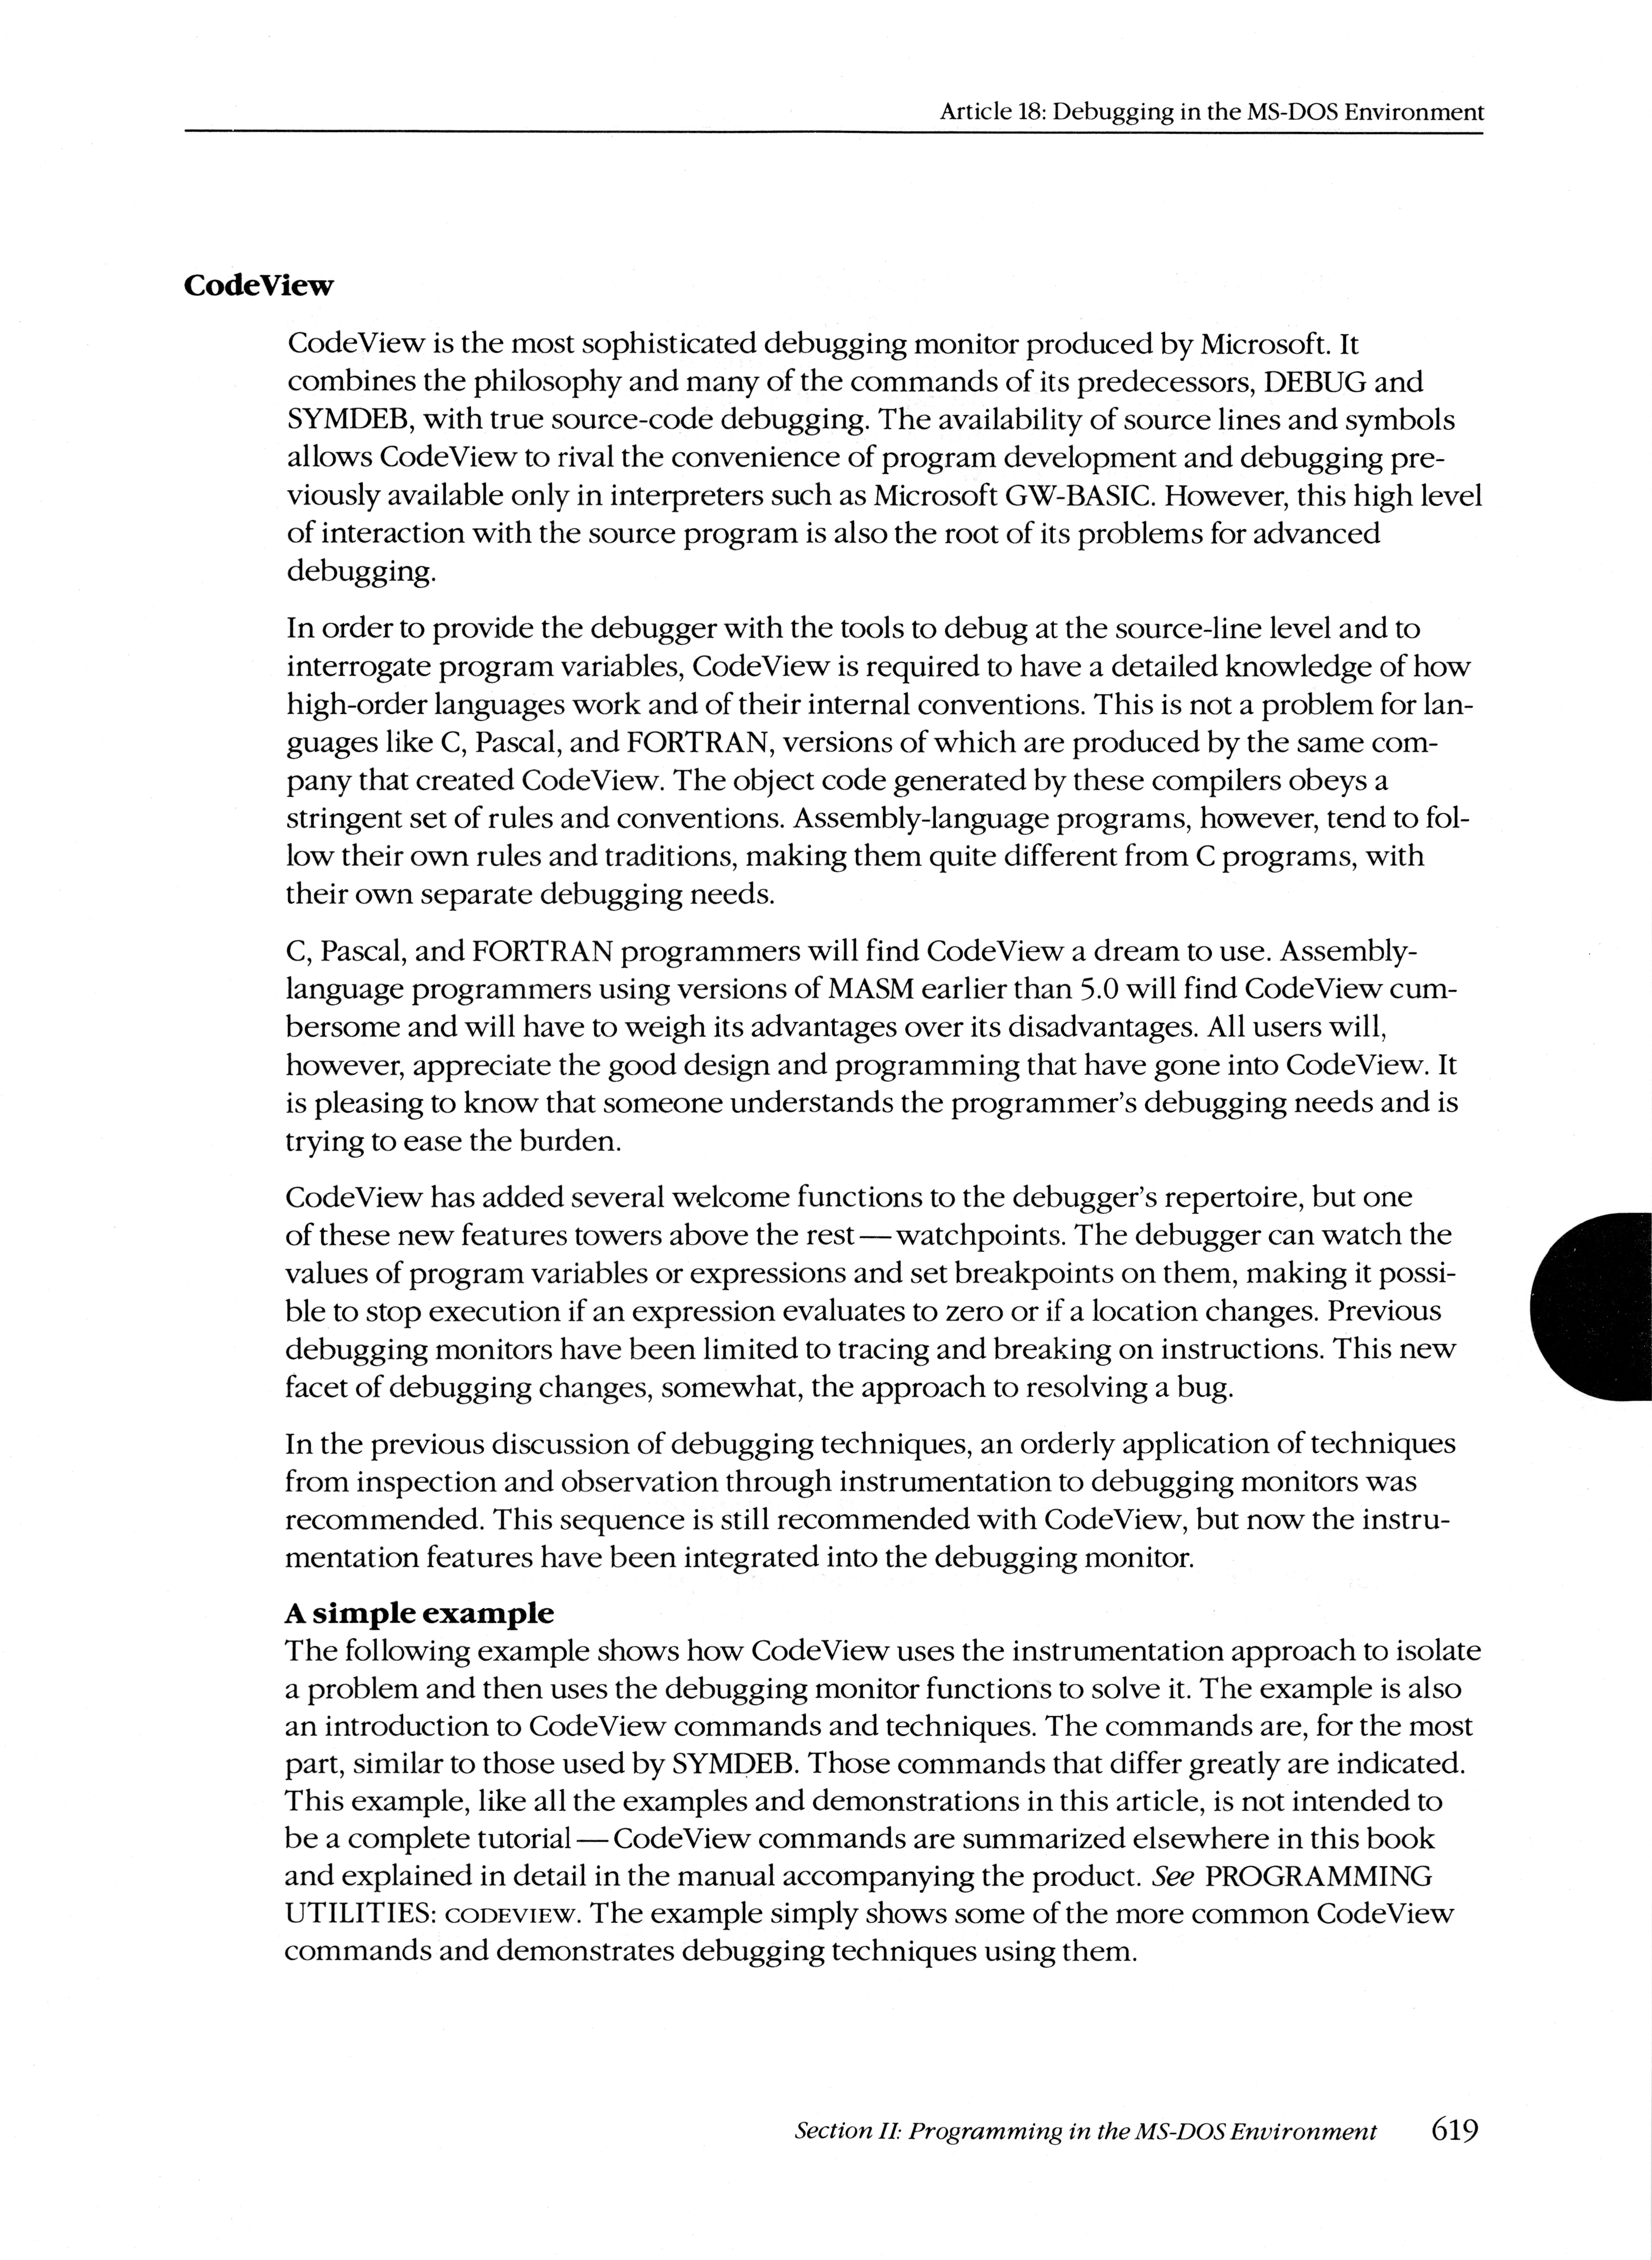 Article 18: Debugging in the MS-DOS Environment
CodeView
CodeView is the most sophisticated debugging monitor produced by Microsoft. It
combines the philosophy and many of the commands of its predecessors, DEBUG and
SYMDEB, with true source-code debugging. The availability of source lines and symbols
allows CodeView to rival the convenience of program development and debugging pre-
viously available only in interpreters such as Microsoft GW-BASIC. However, this high level
of interaction with the source program is also the root of its problems for advanced
debugging.
In order to provide the debugger with the tools to debug at the source-line level and to
interrogate program variables, CodeView is required to have a detailed knowledge of how
high-order languages work and of their internal conventions. This is not a problem for lan-
guages like C, Pascal, and FORTRAN, versions of which are produced by the same com-
pany that created CodeView. The object code generated by these compilers obeys a
stringent set of rules and conventions. Assembly-language programs, however, tend to fol-
low their own rules and traditions, making them quite different from C programs, with
their own separate debugging needs.
C, Pascal, and FORTRAN programmers will find CodeView a dream to use. Assembly-
language programmers using versions of MASM earlier than 5.0 will find CodeView cum-
bersome and will have to weigh its advantages over its disadvantages. All users will,
however, appreciate the good design and programming that have gone into CodeView. It
is pleasing to know that someone understands the programmer's debugging needs and is
trying to ease the burden.
CodeView has added several welcome functions to the debugger's repertoire, but one
of these new features towers above the rest—watchpoints. The debugger can watch the
values of program variables or expressions and set breakpoints on them, making it possi-
ble to stop execution if an expression evaluates to zero or if a location changes. Previous
debugging monitors have been limited to tracing and breaking on instructions. This new
facet of debugging changes, somewhat, the approach to resolving a bug.
In the previous discussion of debugging techniques, an orderly application of techniques
from inspection and observation through instrumentation to debugging monitors was
recommended. This sequence is still recommended with CodeView, but now the instru-
mentation features have been integrated into the debugging monitor.
A simple example
The following example shows how CodeView uses the instrumentation approach to isolate
a problem and then uses the debugging monitor functions to solve it. The example is also
an introduction to CodeView commands and techniques. The commands are, for the most
part, similar to those used by SYMDEB. Those commands that differ greatly are indicated.
This example, like all the examples and demonstrations in this article, is not intended to
be a complete tutorial—CodeView commands are summarized elsewhere in this book
and explained in detail in the manual accompanying the product. See PROGRAMMING
UTILITIES: CODEVIEW. The example simply shows some of the more common CodeView
commands and demonstrates debugging techniques using them.
Section II: Programming in the MS-DOS Environment 619